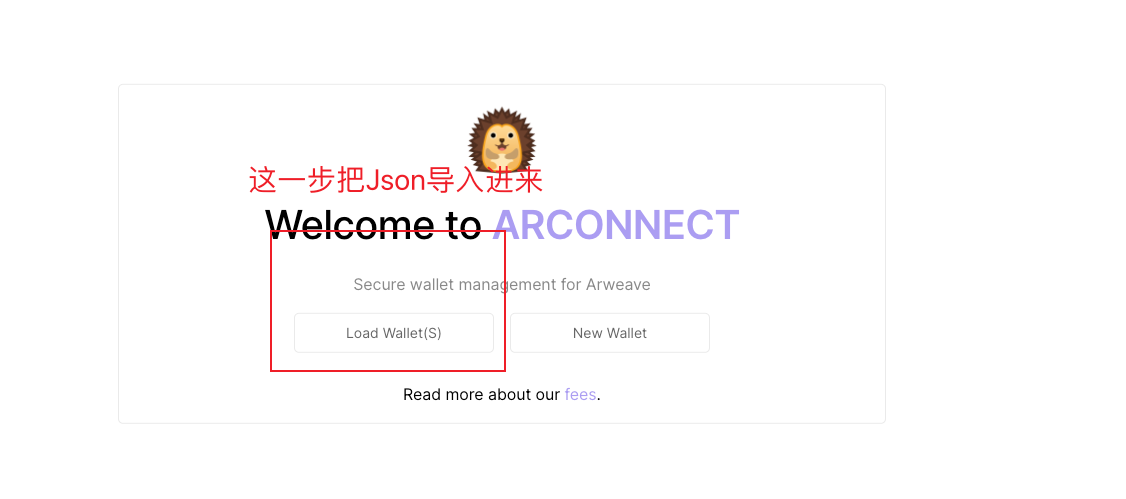 这一步把Json导入进来
Welcome to ARCONNECT
Secure wallet management for Arweave
Load Wallet(S)
New Wallet
Read more about our fees.